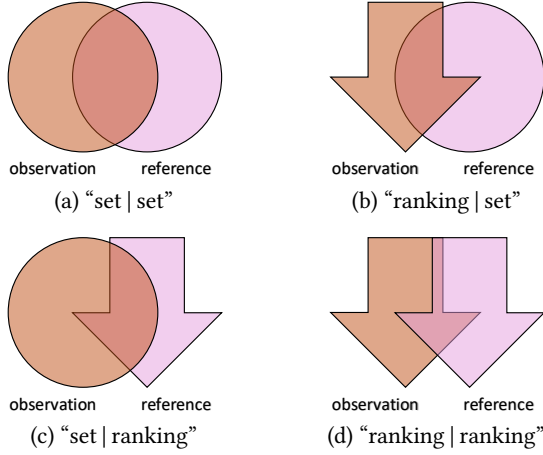 observation reference
(a) “set | set”
observation reference
(b) “ranking | set”
observation reference
(c) “set | ranking”
observation reference
(d) “ranking | ranking”